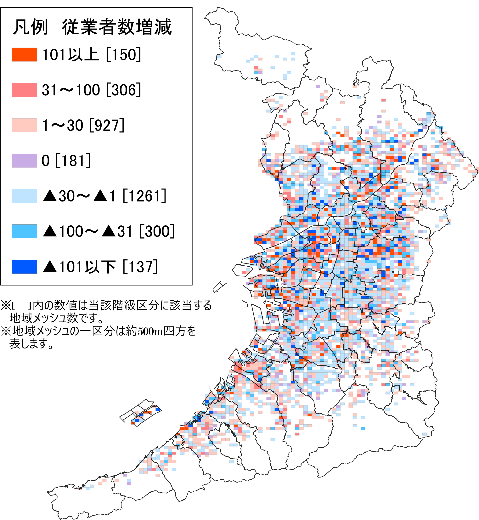 凡例 従業者数増減
101以上 [150]
31～100 [306]
1～30 [927]
0 [181]
▲30～▲1 [1261]
▲100～▲31 [300]
▲101以下 [137]
※[ ]内の数値は当該階級区分に該当する
地域メッシュ数です。
※地域メッシュの一区分は約500m四方を
表します。